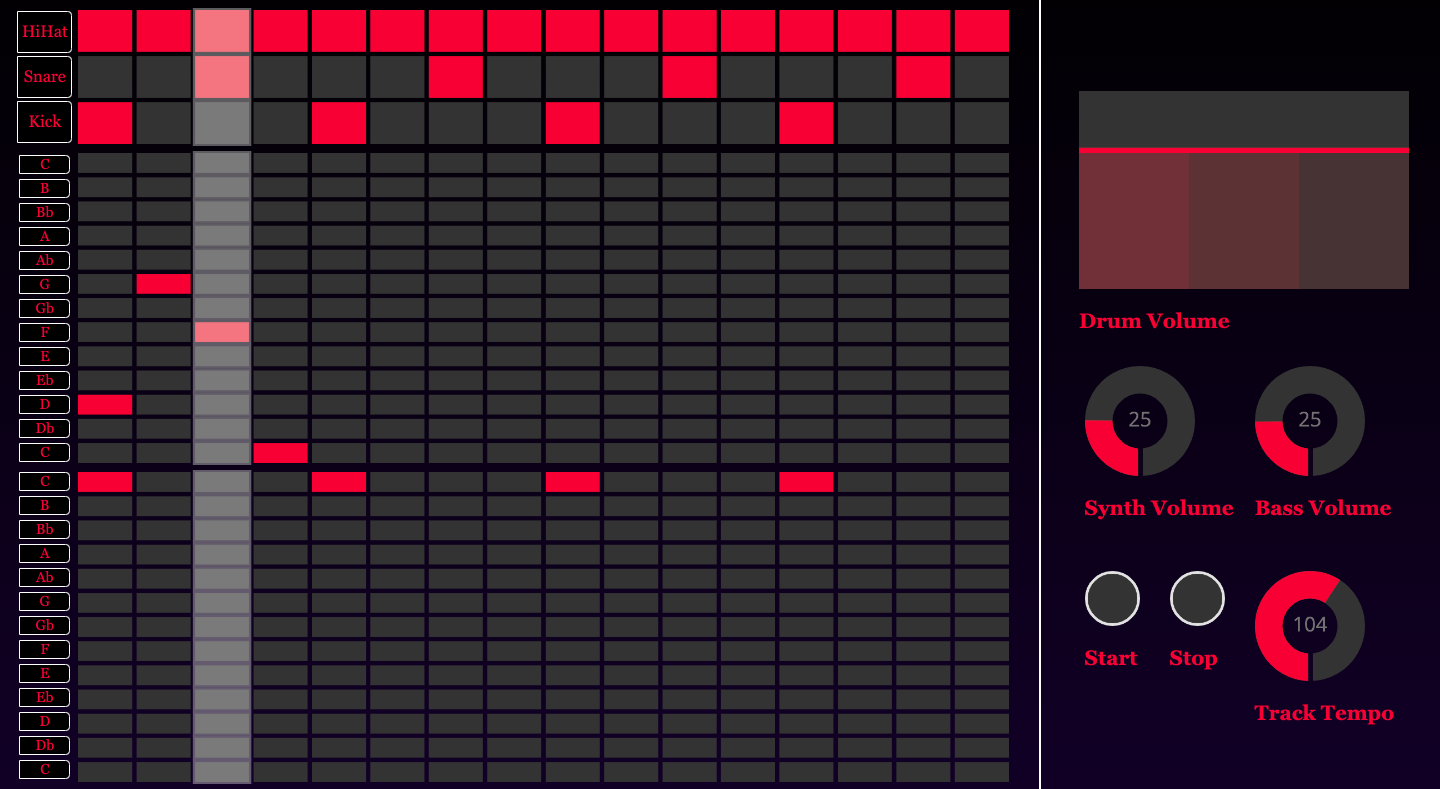 HiHat
Snare
Kick
C
B
Bb
A
Ab
G
Gb
F
E
Eb
D
Db
C
C
B
Bb
A
Ab
G
Gb
F
E
Eb
D
Db
C
Drum Volume
25 25
Synth Volume Bass Volume
104
Start Stop
Track Tempo